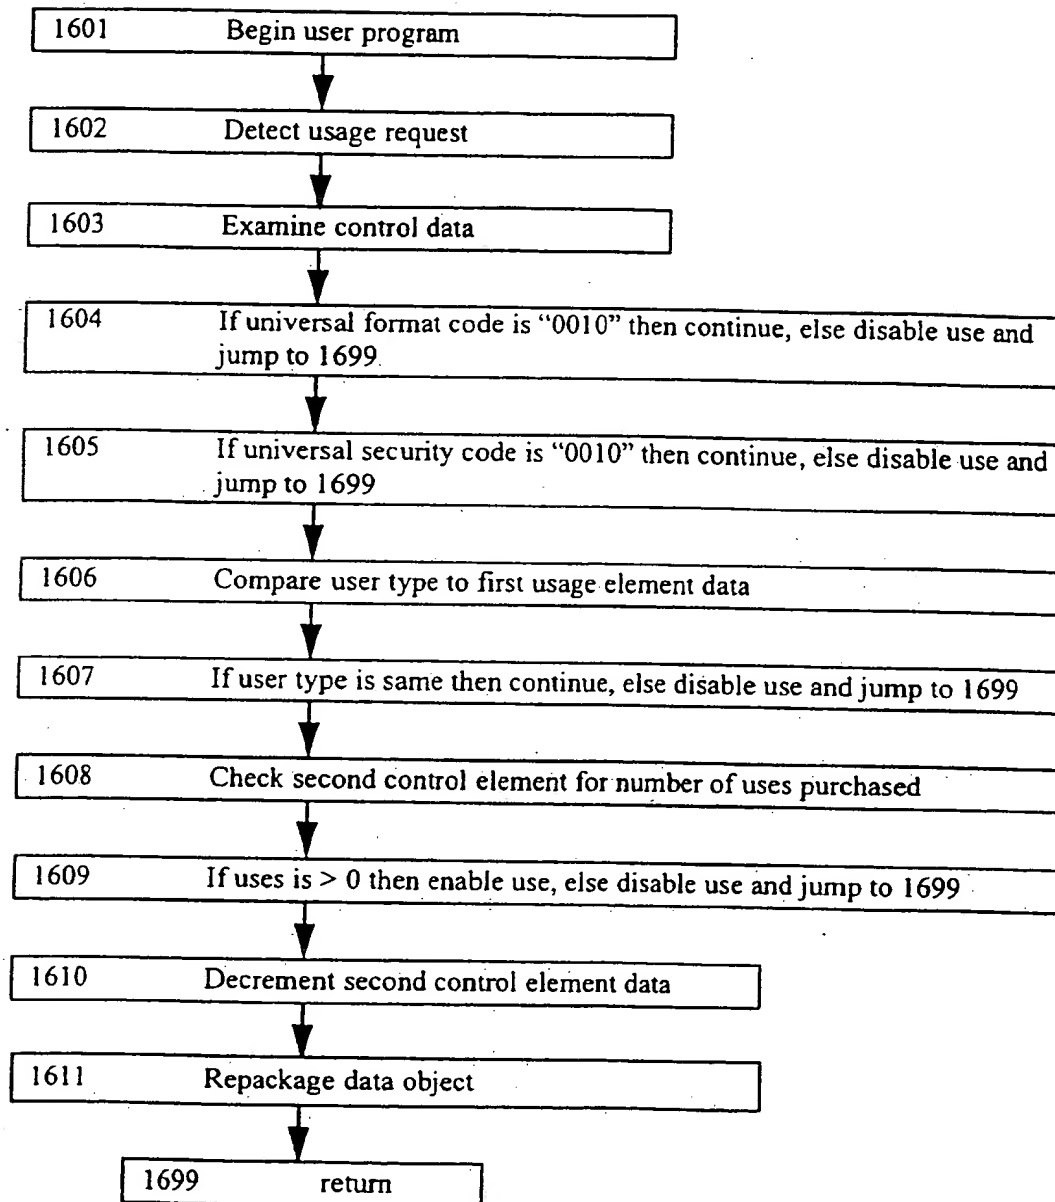 1601 Begin user program
1602 Detect usage request
1603 Examine control data
1604 If universal format code is “0010” then continue, else disable use and
jump to 1699.
1605 If universal security code is “0010” then continue, else disable use and
jump to 1699
1606 Compare user type to first usage element data
1607 If user type is same then continue, else disable use and jump to 1699
1608 Check second control element for number of uses purchased
1609 If uses is > 0 then enable use, else disable use and jump to 1699
1610 Decrement second control element data
1611 Repackage data object
1699 return